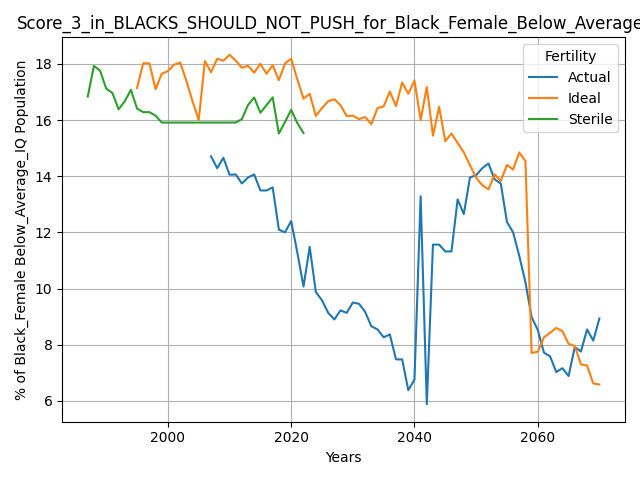 Score_3_in_BLACKS_SHOULD_NOT_PUSH_for_Black_Female_Below_Average
% of Black_Female Below_Average_IQ Population
18
16
14
12
10
8
6
Fertility
Actual
Ideal
Sterile
2000
2020
2040
2060
Years